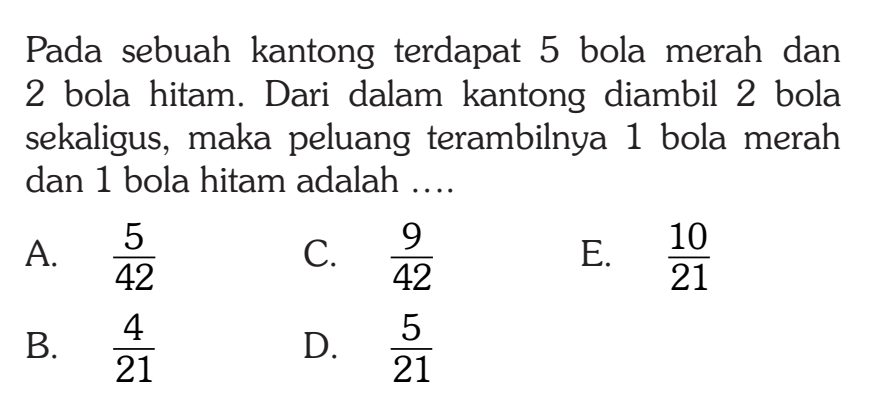 Pada sebuah kantong terdapat 5 bola merah dan
2 bola hitam. Dari dalam kantong diambil 2 bola
sekaligus, maka peluang terambilnya 1 bola merah
dan 1 bola hitam adalah ....
A. 5/42 C. 9/42 E. 10/21
B. 4/21 D. 5/21